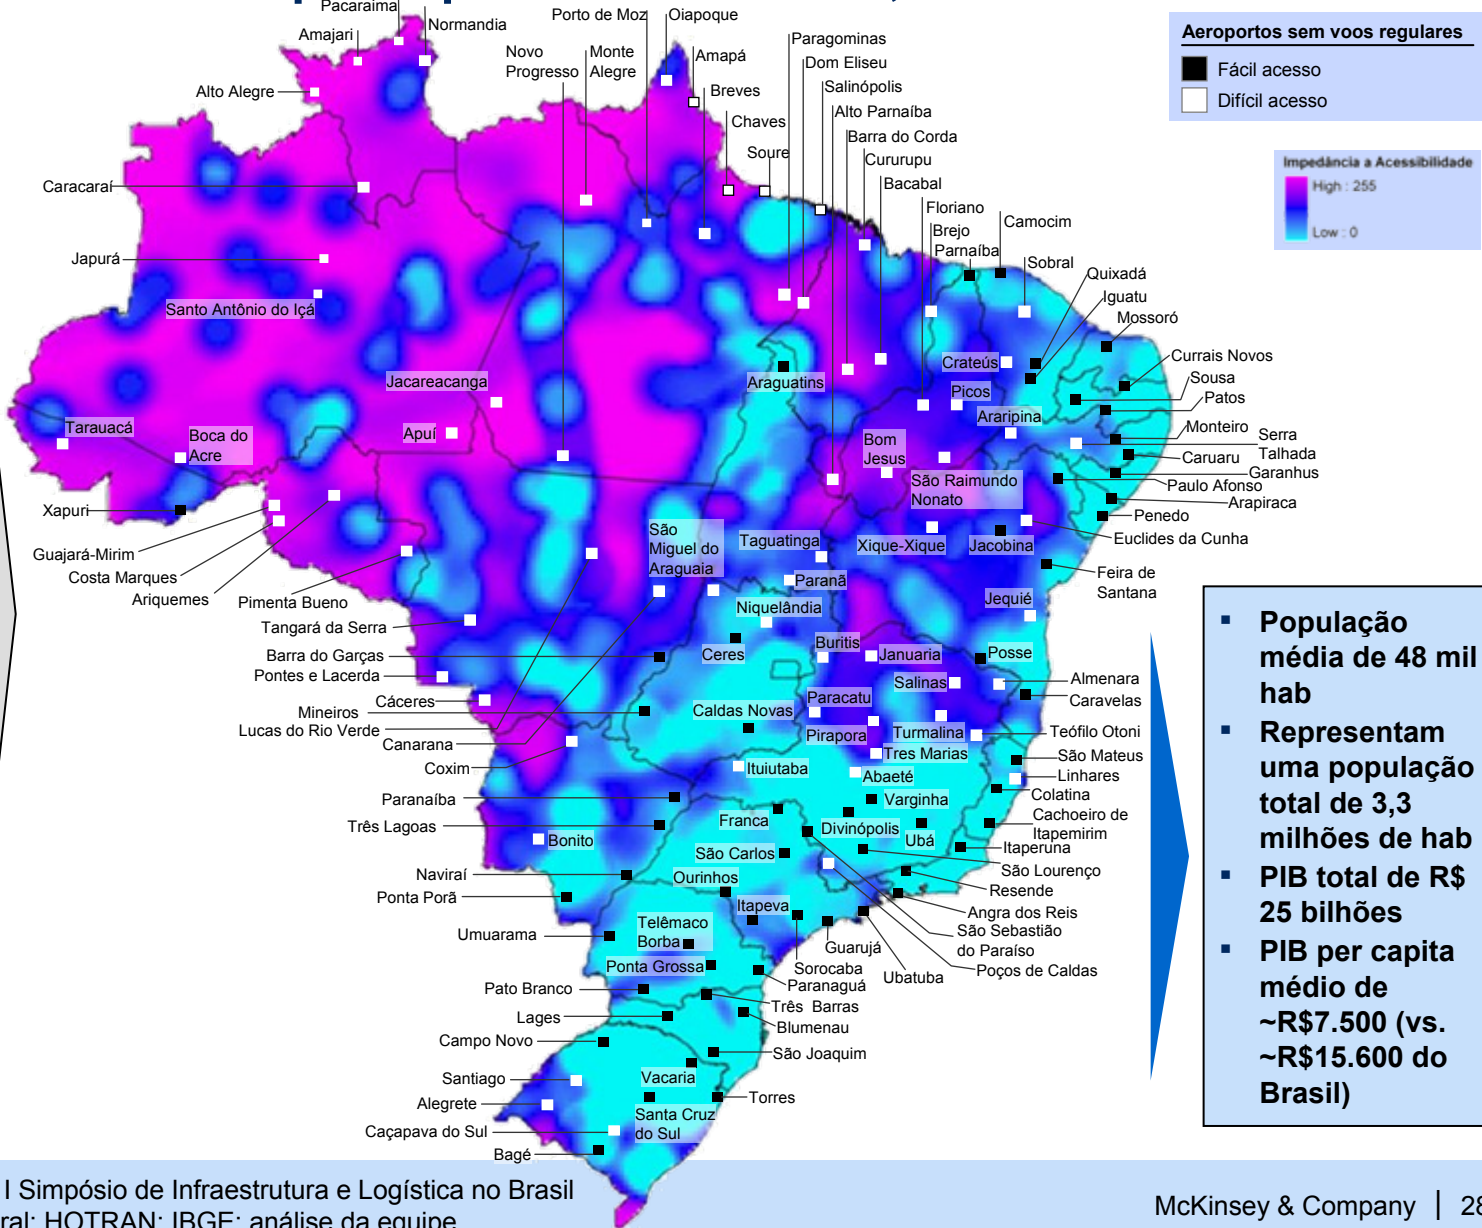 Pacaraima
Normandia
Amajari
Alto Alegre
Novo
Progresso
Monte
Alegre
Porto de Moz
Oiapoque
Amapá
Breves
Chaves
Soure
Paragominas
Dom Eliseu
Salinópolis
Alto Parnaíba
Barra do Corda
Cururupu
Bacabal
Floriano
Brejo
Parnaíba
Camocim
Sobral
Quixadá
Iguatu
Mossoró
Currais Novos
Sousa
Patos
Monteiro
Serra
Talhada
Caruaru
Garanhus
Paulo Afonso
Arapiraca
Penedo
Euclides da Cunha
Feira de
Santana
Aeroportos sem voos regulares
Fácil acesso
Difícil acesso
Impedância a Acessibilidade
High : 255
Low : 0
Caracaraí
Japurá
Santo Antônio do Içá
Jacareacanga
Apuí
Tarauacá
Boca do
Acre
Xapuri
Guajará-Mirim
Costa Marques
Ariquemes
Pimenta Bueno
Tangará da Serra
Barra do Garças
Pontes e Lacerda
Cáceres
Mineiros
Lucas do Rio Verde
Canarana
Coxim
Paranaíba
Três Lagoas
Bonito
Naviraí
Ponta Porã
Umuarama
Pato Branco
Lages
Campo Novo
Santiago
Alegrete
Caçapava do Sul
Bagé
Araguatins
Crateús
Picos
Araripina
Bom
Jesus
São Raimundo
Nonato
Xique-Xique
Jacobina
São
Miguel do
Araguaia
Taguatinga
Paranã
Niquelândia
Ceres
Buritis
Januaria
Jequié
Posse
Salinas
Almenara
Caravelas
Paracatu
Caldas Novas
Pirapora
Turmalina
Teófilo Otoni
Tres Marias
São Mateus
Ituiutaba
Abaeté
Linhares
Colatina
Varginha
Franca
Divinópolis
Ubá
Cachoeiro de
Itapemirim
Itaperuna
São Carlos
São Lourenço
Ourinhos
Resende
Itapeva
Angra dos Reis
Telêmaco
Borba
São Sebastião
do Paraíso
Guarujá
Ponta Grossa
Sorocaba
Ubatuba
Poços de Caldas
Paranaguá
Três Barras
Blumenau
São Joaquim
Vacaria
Torres
Santa Cruz
do Sul
▪ População
média de 48 mil
hab
▪ Representam
uma população
total de 3,3
milhões de hab
▪ PIB total de R$
25 bilhões
▪ PIB per capita
médio de
~R$7.500 (vs.
~R$15.600 do
Brasil)
I Simpósio de Infraestrutura e Logística no Brasil
ral; HOTRAN; IBGE; análise da equipe
McKinsey & Company | 28